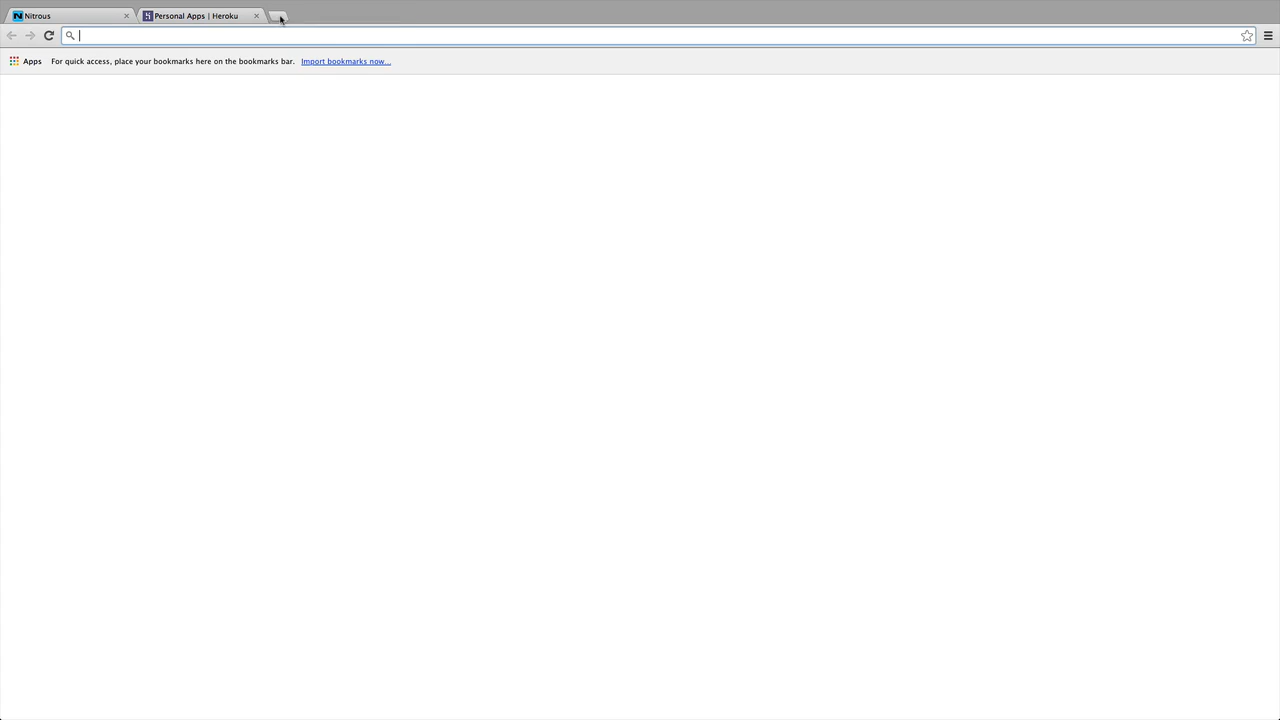 Nitrous
Personal Apps | Heroku
Apps
For quick access, place your bookmarks here on the bookmarks bar. Import bookmarks now...